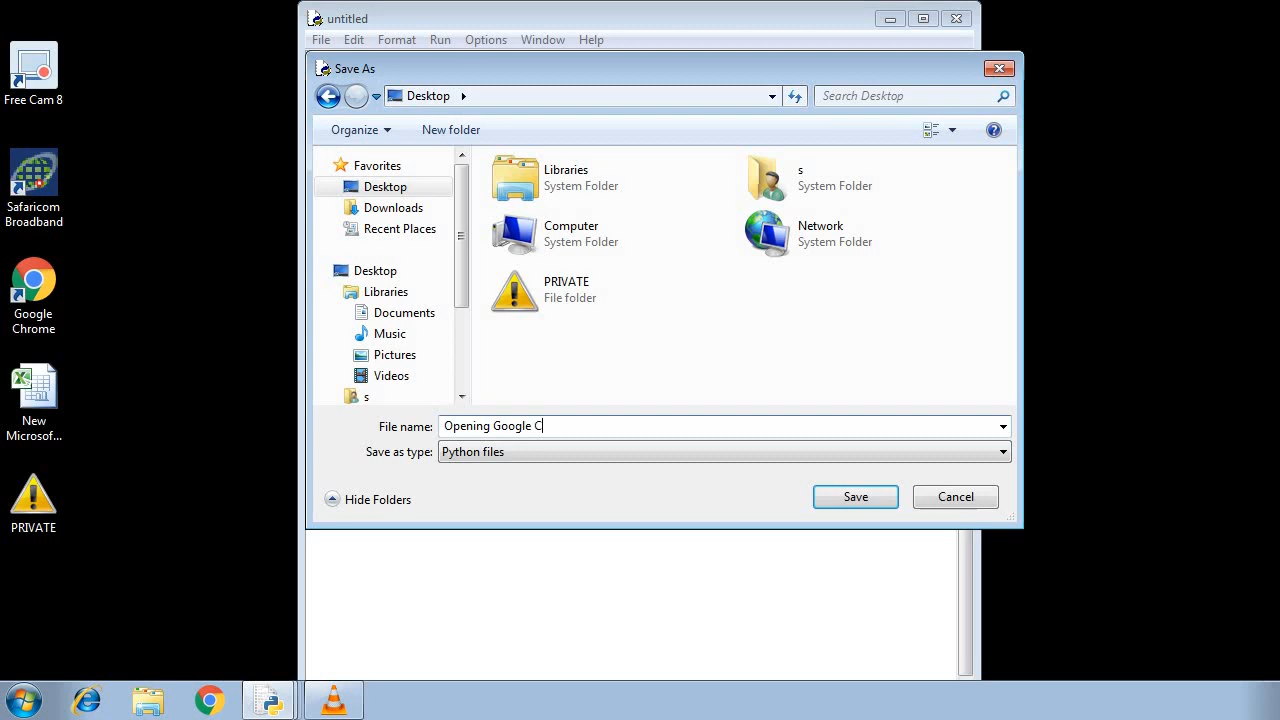 Free Cam 8
Safaricom
Broadband
Google
Chrome
New
Microsof...
PRIVATE
untitled
File Edit Format Run Options Window Help
Save As
Desktop
Search Desktop
Organize New folder
Favorites
Desktop
Downloads
Recent Places
Desktop
Libraries
Documents
Music
Pictures
Videos
s
Libraries
System Folder
s
System Folder
Computer
System Folder
Network
System Folder
PRIVATE
File folder
File name: Opening Google C
Save as type: Python files
Hide Folders
Save
Cancel